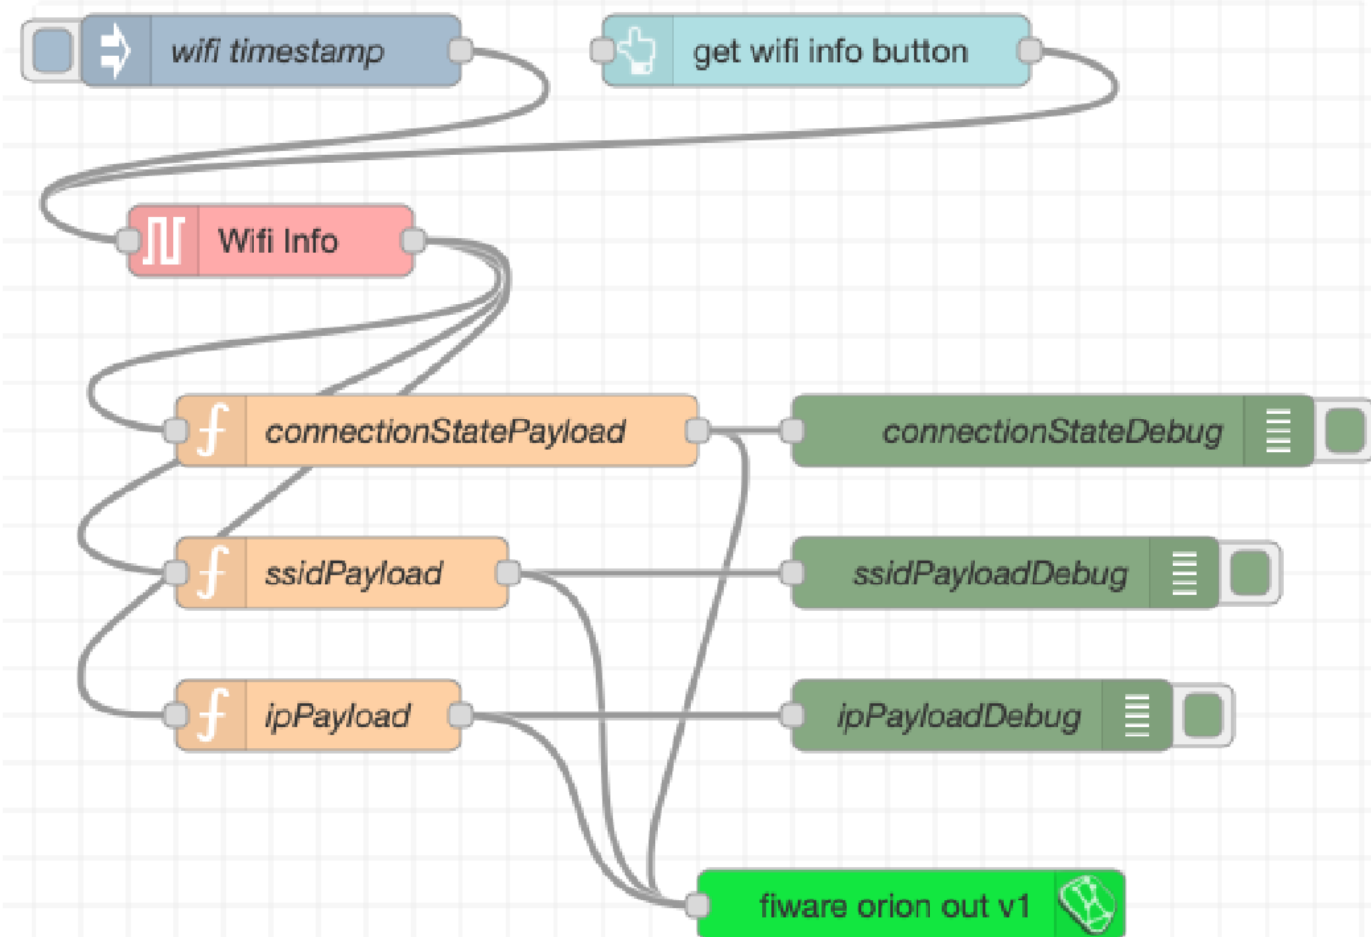 wifi timestamp
get wifi info button
Wifi Info
connectionStatePayload
connectionStateDebug
ssidPayload
ssidPayloadDebug
ipPayload
ipPayloadDebug
fiware orion out v1